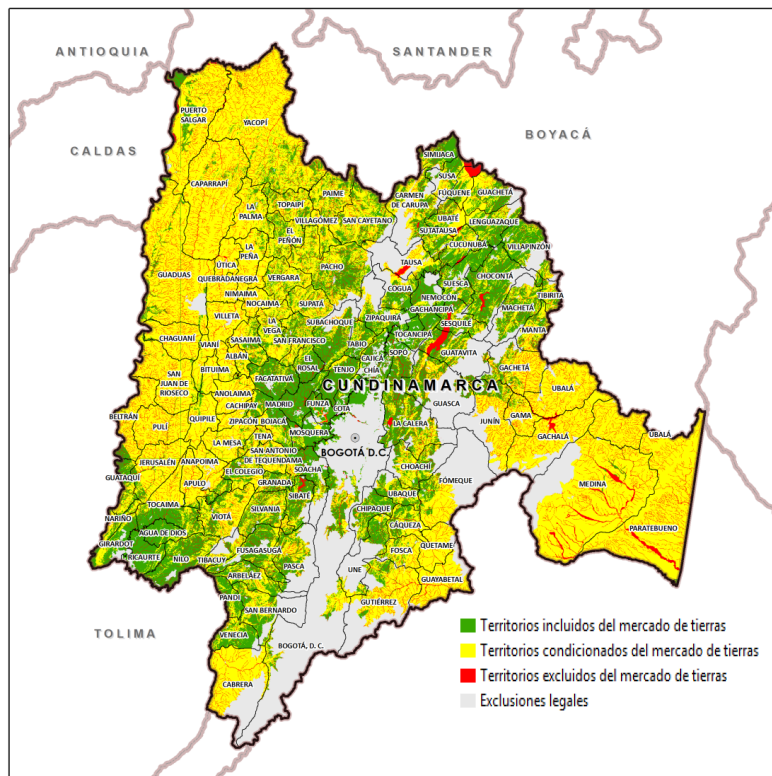 ANTIOQUIA
SANTANDER
BOYACÁ
CALDAS
TOLIMA
PUERTO
SALGAR
YACOPÍ
CAPARRAPÍ
LA
PALMA
TOPAIPÍ
PAIME
VILLAGÓMEZ
SAN CAYETANO
EL
PEÑÓN
LA
PEÑA
ÚTICA
GUADUAS
QUEBRADANEGRA
VERGARA
PACHO
NIMAIMA
NOCAIMA
SUPATÁ
VILLETA
LA
VEGA
SUBACHOQUE
CHAGUANÍ
VIANÍ
SASAIMA
SAN FRANCISCO
ALBÁN
BITUIMA
SAN
JUAN DE
RIOSECO
ANOLAIMA
FACATATIVÁ
EL
ROSAL
CACHIPAY
MADRID
BELTRÁN
PULÍ
QUIPILE
ZIPACÓN
BOJACÁ
MOSQUERA
FUNZA
COTA
LA MESA
TENA
SAN ANTONIO
DE TEQUENDAMA
JERUSALÉN
ANAPOIMA
EL COLEGIO
SOACHA
GUATAQUÍ
APULO
GRANADA
SIBATÉ
TOCAIMA
VIOTÁ
SILVANIA
NARIÑO
AGUA DE DIOS
GIRARDOT
RICAURTE
NILO
TIBACUY
FUSAGASUGÁ
PASCA
ARBELÁEZ
PANDI
SAN BERNARDO
VENECIA
CABRERA
BOGOTÁ, D. C.
SIMIJACA
SUSA
CARMEN
DE CARUPA
FÚQUENE
GUACHETÁ
UBATÉ
LENGUAZAQUE
SUTATAUSA
CUCUNUBÁ
VILLAPINZÓN
TAUSA
COGUA
SUESCA
CHOCONTÁ
NEMOCÓN
GACHANCIPÁ
TIBIRITA
MACHETÁ
ZIPAQUIRÁ
TOCANCIPÁ
SESQUILE
MANTA
TABIO
CAJICÁ
SOPO
GUATAVITA
TENJO
CHÍA
GACHETÁ
CUNDINAMARCA
GUASCA
UBALÁ
JUNÍN
GAMA
GACHALÁ
UBALÁ
LA CALERA
BOGOTÁ D.C.
CHOACHÍ
FÓMEQUE
MEDINÁ
UBAQUE
CHIPAQUE
CÁQUEZA
PARATEBUENO
FOSCA
QUETAME
UNE
GUAYABETAL
GUTIÉRREZ
Territorios incluidos del mercado de tierras
Territorios condicionados del mercado de tierras
Territorios excluidos del mercado de tierras
Exclusiones legales